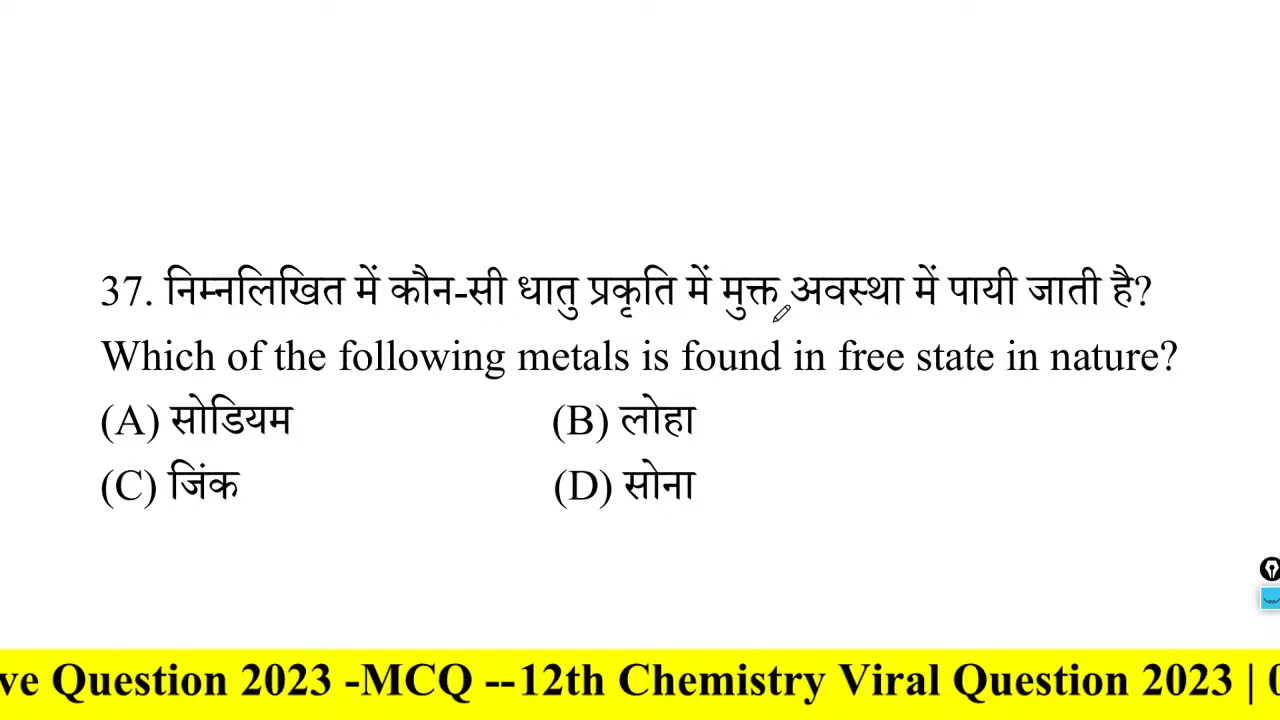 37. निम्नलिखित में कौन-सी धातु प्रकृति में मुक्त अवस्था में पायी जाती है?
Which of the following metals is found in free state in nature?
(A) सोडियम (B) लोहा
(C) जिंक (D) सोना
ve Question 2023 -MCQ --12th Chemistry Viral Question 2023 |